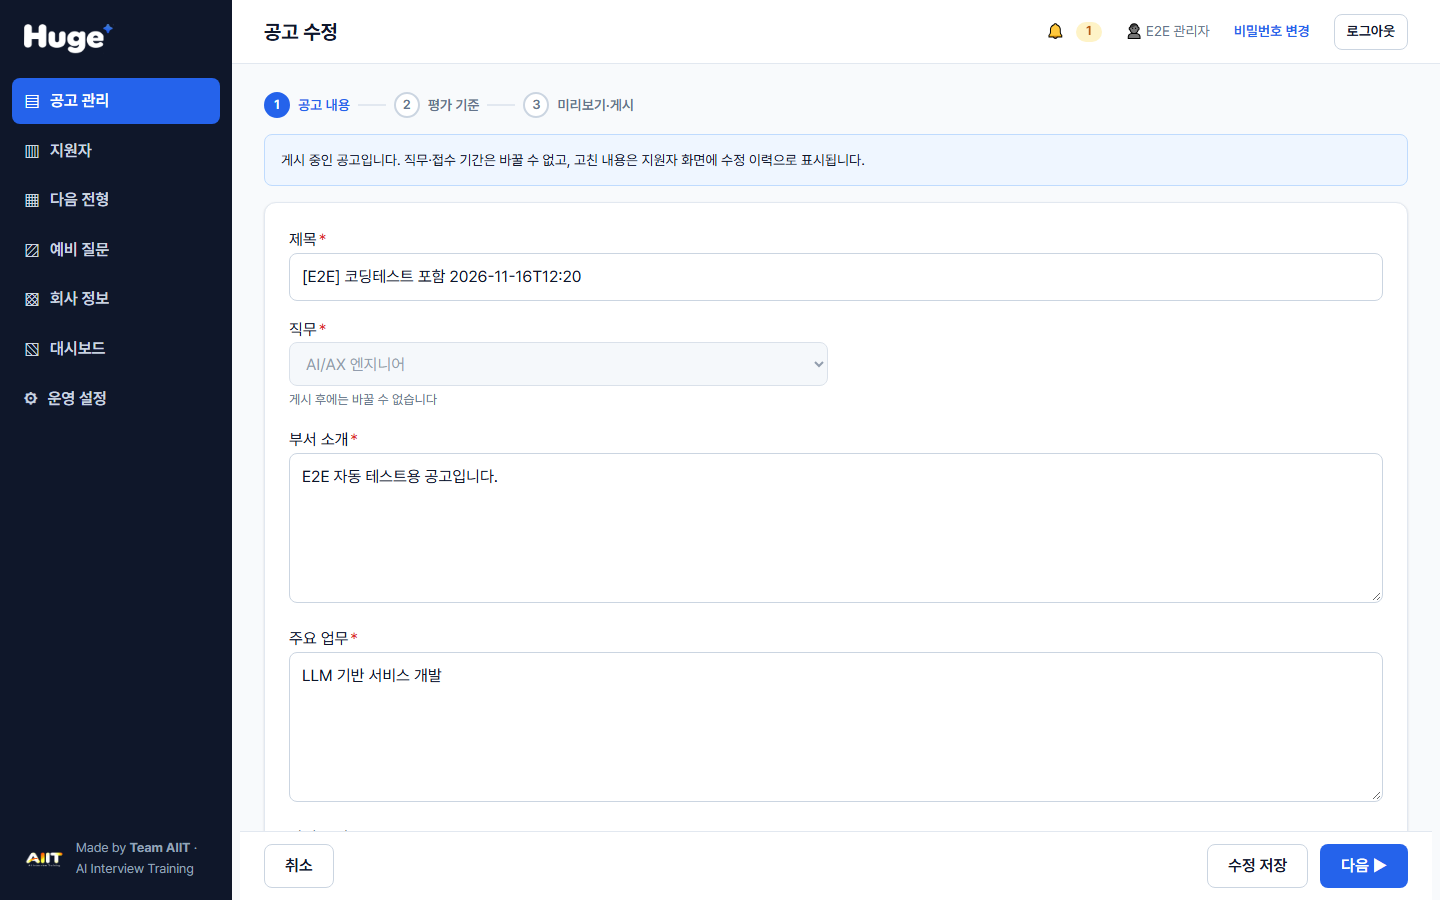 Huge
공고 관리
지원자
다음 전형
예비 질문
회사 정보
대시보드
운영 설정
AIIT
Made by Team AIIT ·
AI Interview Training
공고 수정
1
E2E 관리자
비밀번호 변경
로그아웃
1 공고 내용
2 평가 기준
3 미리보기·게시
게시 중인 공고입니다. 직무·접수 기간은 바꿀 수 없고, 고친 내용은 지원자 화면에 수정 이력으로 표시됩니다.
제목*
[E2E] 코딩테스트 포함 2026-11-16T12:20
직무*
AI/AX 엔지니어
게시 후에는 바꿀 수 없습니다
부서 소개*
E2E 자동 테스트용 공고입니다.
주요 업무*
LLM 기반 서비스 개발
취소
수정 저장
다음 ▶